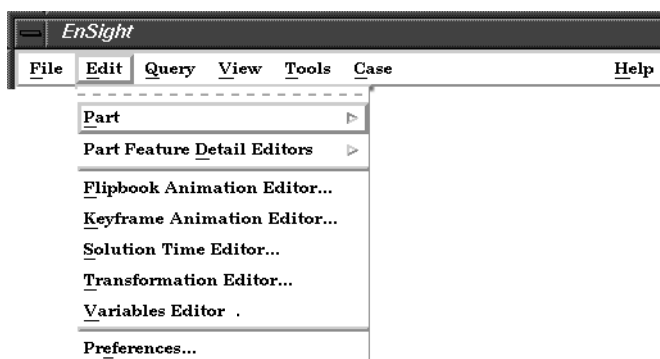 EnSight
File Edit Query View Tools Case Help
Part
Part Feature Detail Editors
Flipbook Animation Editor...
Keyframe Animation Editor...
Solution Time Editor...
Transformation Editor...
Variables Editor .
Preferences...